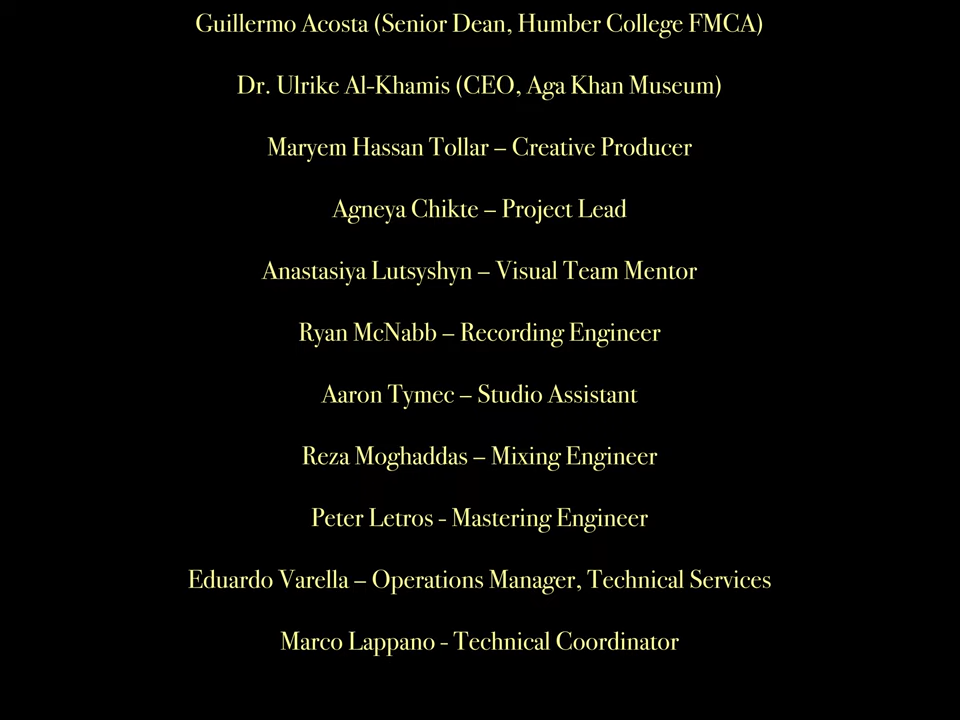 Guillermo Acosta (Senior Dean, Humber College FMCA)
Dr. Ulrike Al-Khamis (CEO, Aga Khan Museum)
Maryem Hassan Tollar – Creative Producer
Agneya Chikte – Project Lead
Anastasiya Lutsyshyn – Visual Team Mentor
Ryan McNabb – Recording Engineer
Aaron Tymec – Studio Assistant
Reza Moghaddas – Mixing Engineer
Peter Letros - Mastering Engineer
Eduardo Varella – Operations Manager, Technical Services
Marco Lappano - Technical Coordinator